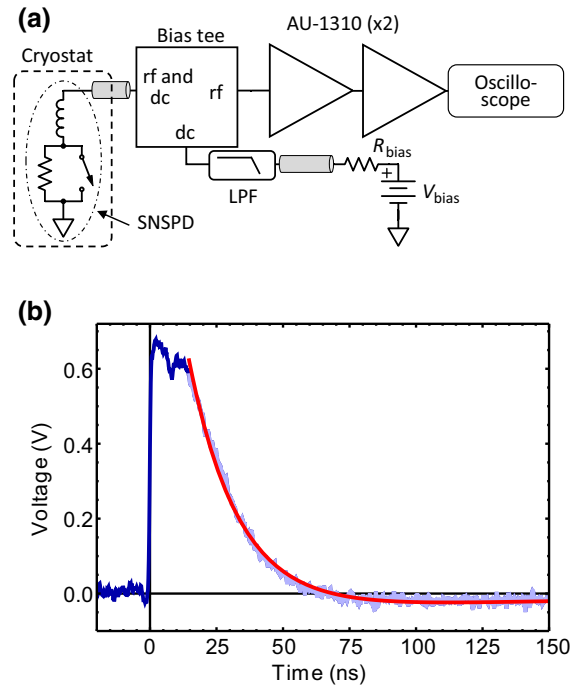 (a)
AU-1310 (x2)
Cryostat
Bias tee
rf and
dc
rf
dc
Oscillo-
scope
LPF
R_bias
+
V_bias
SNSPD
(b)
Voltage (V)
0.6
0.4
0.2
0.0
0
25
50
75
100
125
150
Time (ns)